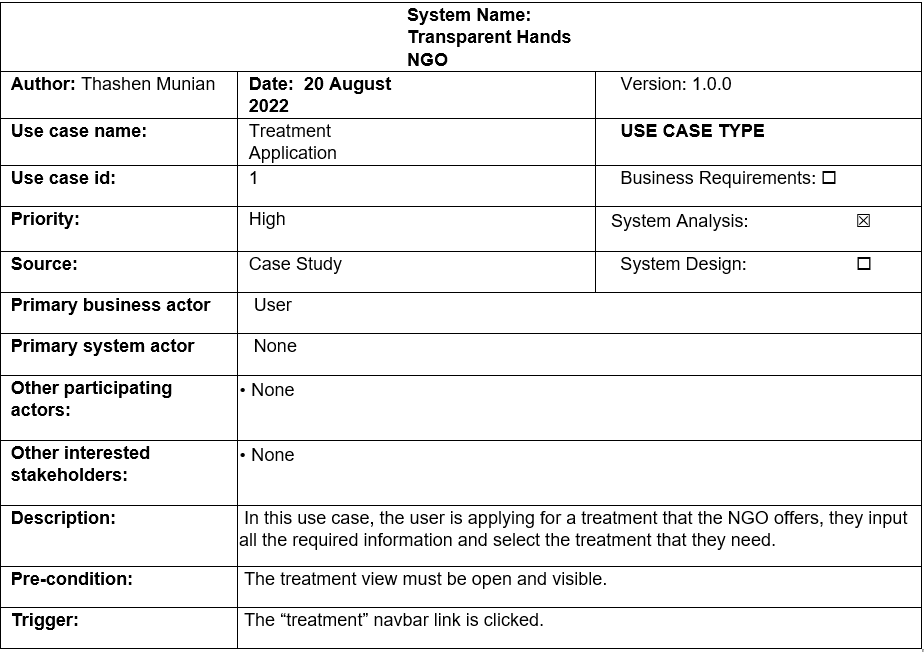 System Name:
Transparent Hands
NGO
Author: Thashen Munian
Date: 20 August
2022
Version: 1.0.0
Use case name:
Treatment
Application
USE CASE TYPE
Use case id:
1
Business Requirements: ☐
Priority:
High
System Analysis: ☒
Source:
Case Study
System Design: ☐
Primary business actor
User
Primary system actor
None
Other participating
actors:
• None
Other interested
stakeholders:
• None
Description:
In this use case, the user is applying for a treatment that the NGO offers, they input
all the required information and select the treatment that they need.
Pre-condition:
The treatment view must be open and visible.
Trigger:
The “treatment” navbar link is clicked.